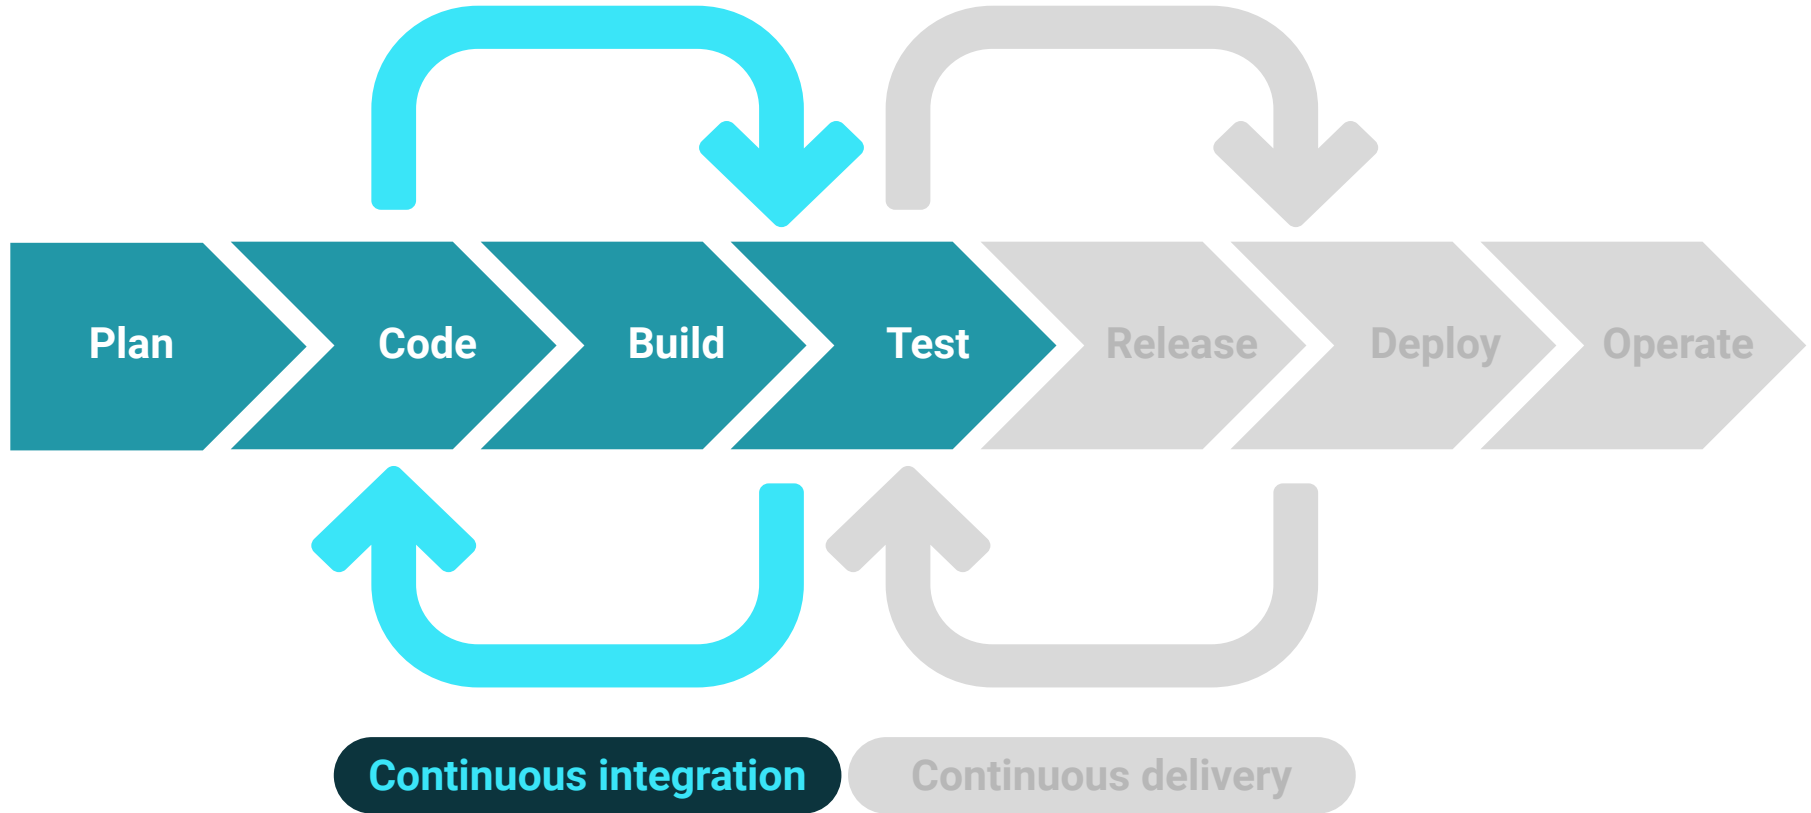 Plan
Code
Build
Test
Release
Deploy
Operate
Continuous integration
Continuous delivery